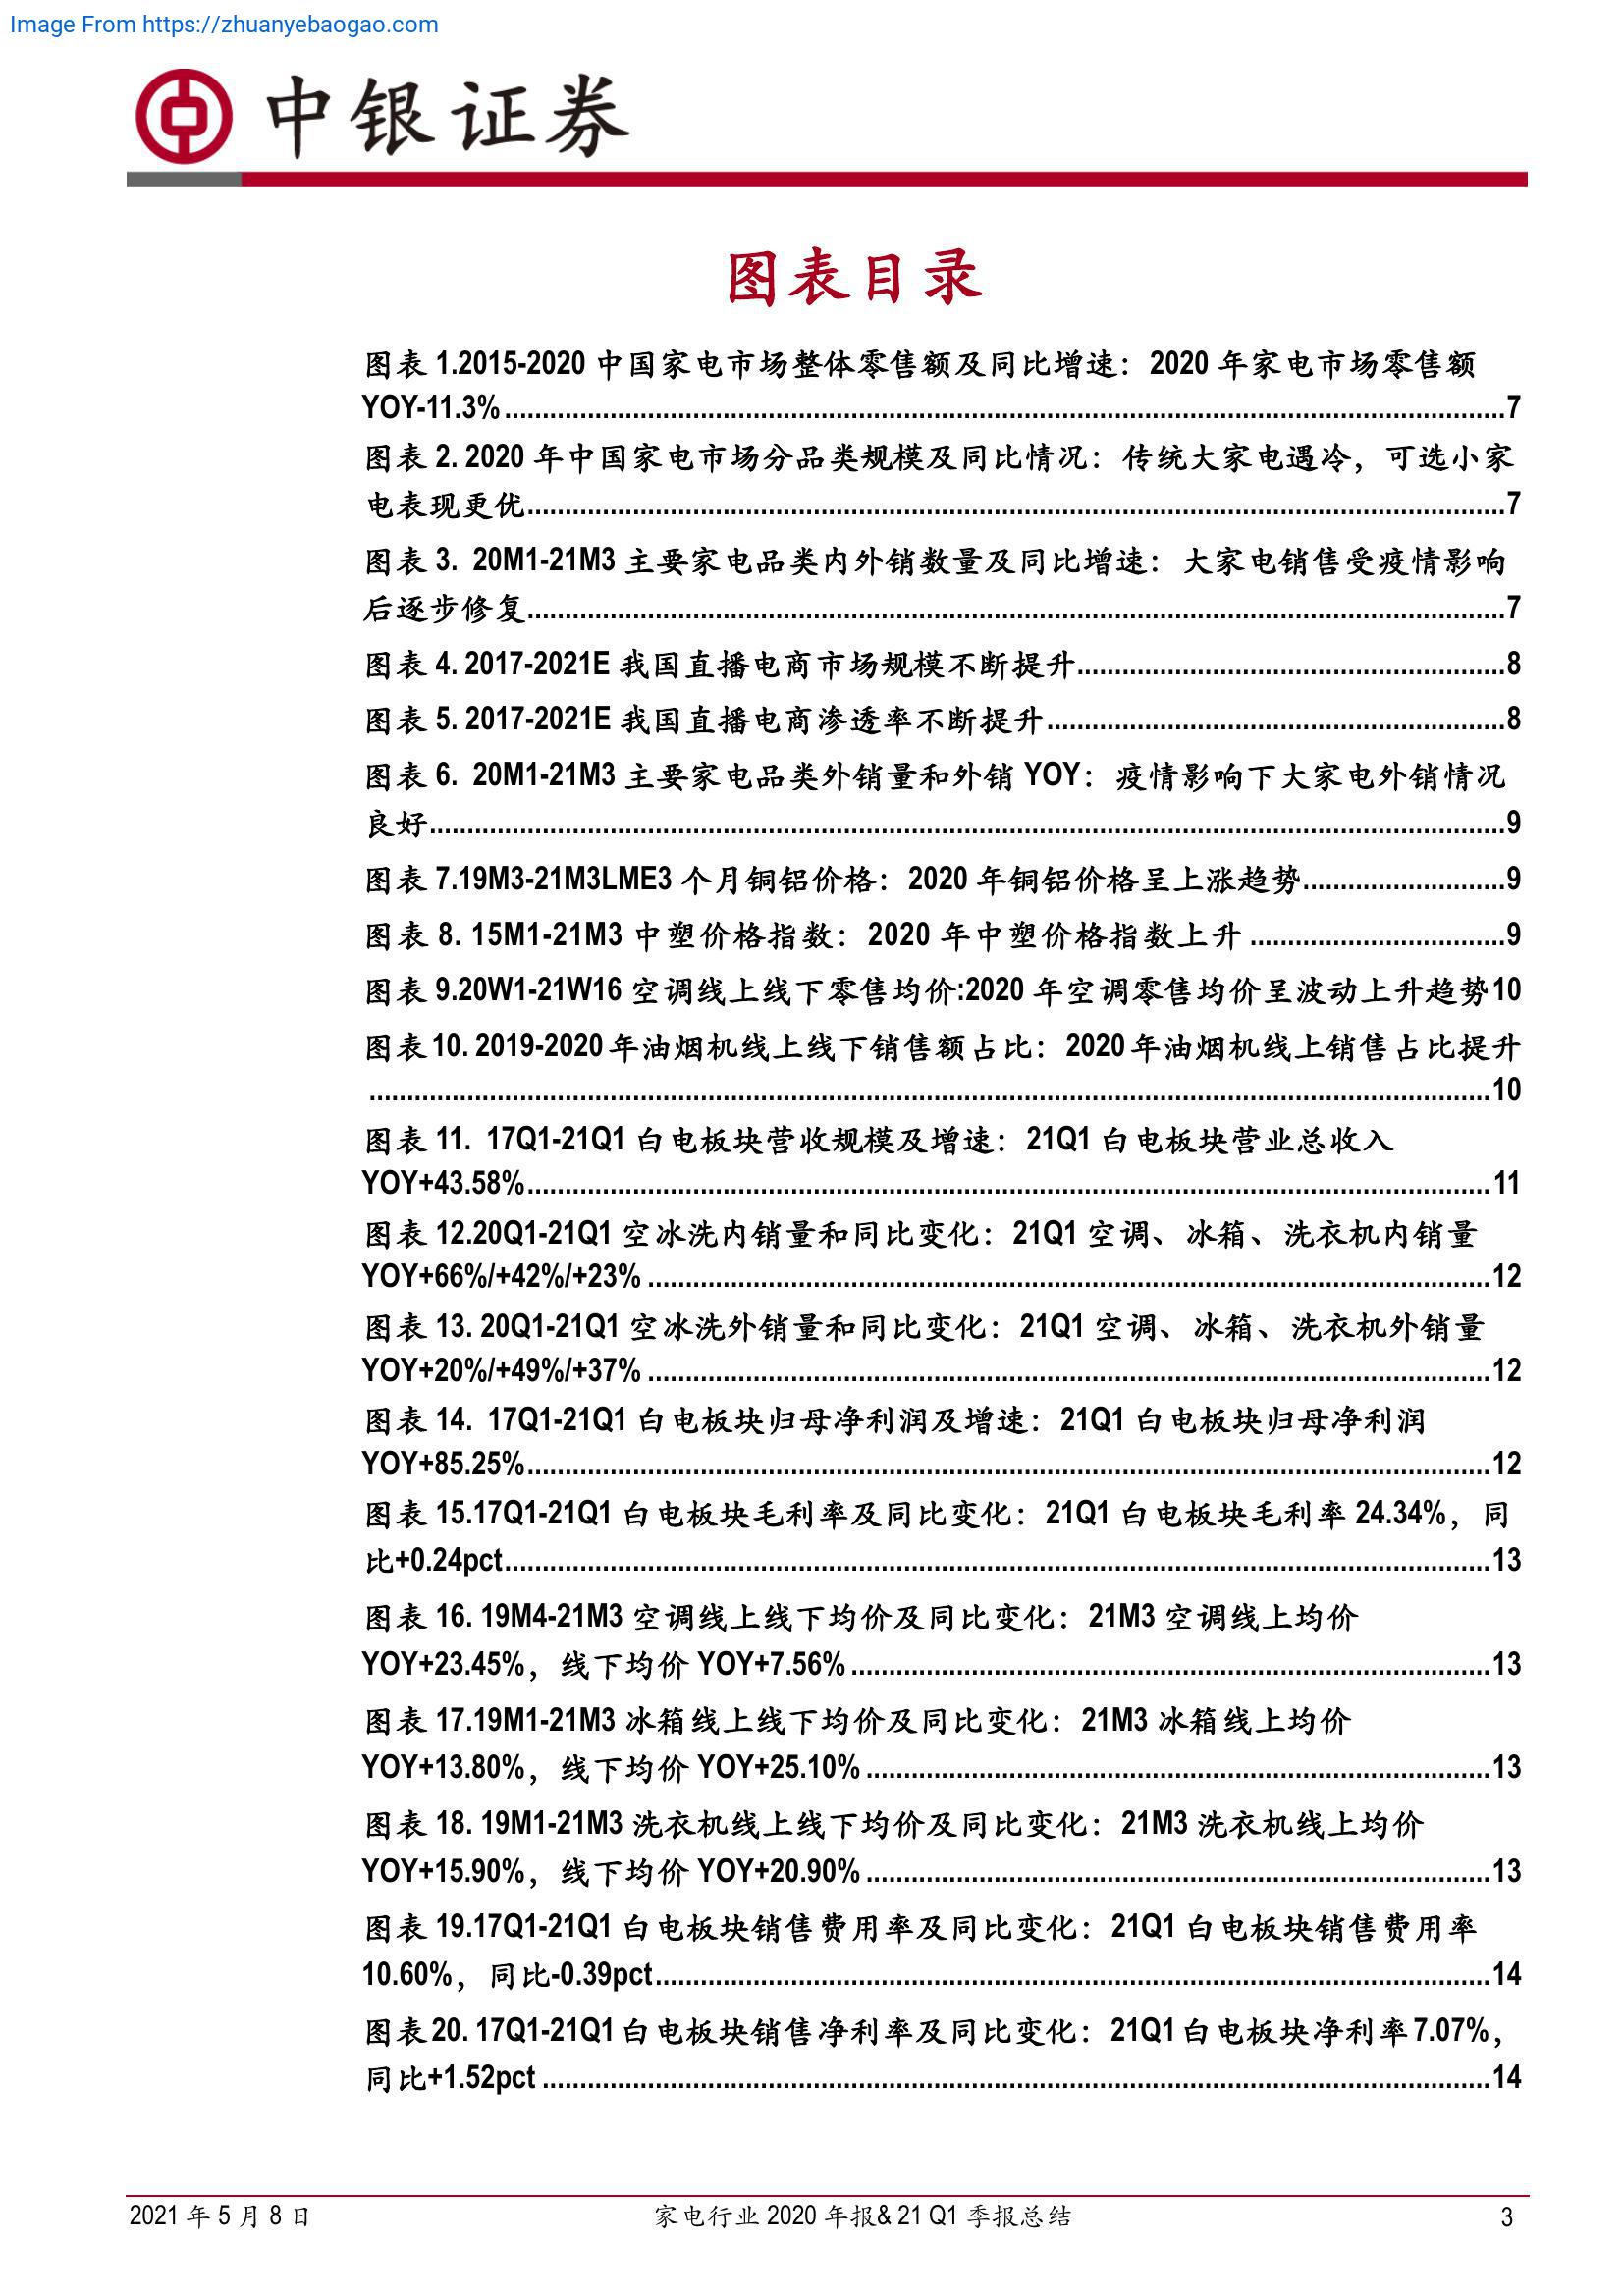 Image From https://zhuanyebaogao.com
中银证券
图表目录
图表 1.2015-2020 中国家电市场整体零售额及同比增速：2020 年家电市场零售额
YOY-11.3%......7
图表 2. 2020 年中国家电市场分品类规模及同比情况：传统大家电遇冷，可选小家
电表现更优......7
图表 3. 20M1-21M3 主要家电品类内外销数量及同比增速：大家电销售受疫情影响
后逐步修复......7
图表 4. 2017-2021E 我国直播电商市场规模不断提升......8
图表 5. 2017-2021E 我国直播电商渗透率不断提升......8
图表 6. 20M1-21M3 主要家电品类外销量和外销 YOY：疫情影响下大家电外销情况
良好......9
图表 7.19M3-21M3LME3 个月铜铝价格：2020 年铜铝价格呈上涨趋势......9
图表 8. 15M1-21M3 中塑价格指数：2020 年中塑价格指数上升......9
图表 9.20W1-21W16 空调线上线下零售均价:2020 年空调零售均价呈波动上升趋势10
图表 10. 2019-2020 年油烟机线上线下销售额占比：2020 年油烟机线上销售占比提升
......10
图表 11. 17Q1-21Q1 白电板块营收规模及增速：21Q1 白电板块营业总收入
YOY+43.58%......11
图表 12.20Q1-21Q1 空冰洗内销量和同比变化：21Q1 空调、冰箱、洗衣机内销量
YOY+66%/+42%/+23%......12
图表 13. 20Q1-21Q1 空冰洗外销量和同比变化：21Q1 空调、冰箱、洗衣机外销量
YOY+20%/+49%/+37%......12
图表 14. 17Q1-21Q1 白电板块归母净利润及增速：21Q1 白电板块归母净利润
YOY+85.25%......12
图表 15.17Q1-21Q1 白电板块毛利率及同比变化：21Q1 白电板块毛利率 24.34%，同
比+0.24pct......13
图表 16. 19M4-21M3 空调线上线下均价及同比变化：21M3 空调线上均价
YOY+23.45%，线下均价 YOY+7.56%......13
图表 17.19M1-21M3 冰箱线上线下均价及同比变化：21M3 冰箱线上均价
YOY+13.80%，线下均价 YOY+25.10%......13
图表 18. 19M1-21M3 洗衣机线上线下均价及同比变化：21M3 洗衣机线上均价
YOY+15.90%，线下均价 YOY+20.90%......13
图表 19.17Q1-21Q1 白电板块销售费用率及同比变化：21Q1 白电板块销售费用率
10.60%，同比-0.39pct......14
图表 20. 17Q1-21Q1 白电板块销售净利率及同比变化：21Q1 白电板块净利率 7.07%，
同比+1.52pct......14
2021 年 5 月 8 日
家电行业 2020 年报& 21 Q1 季报总结
3